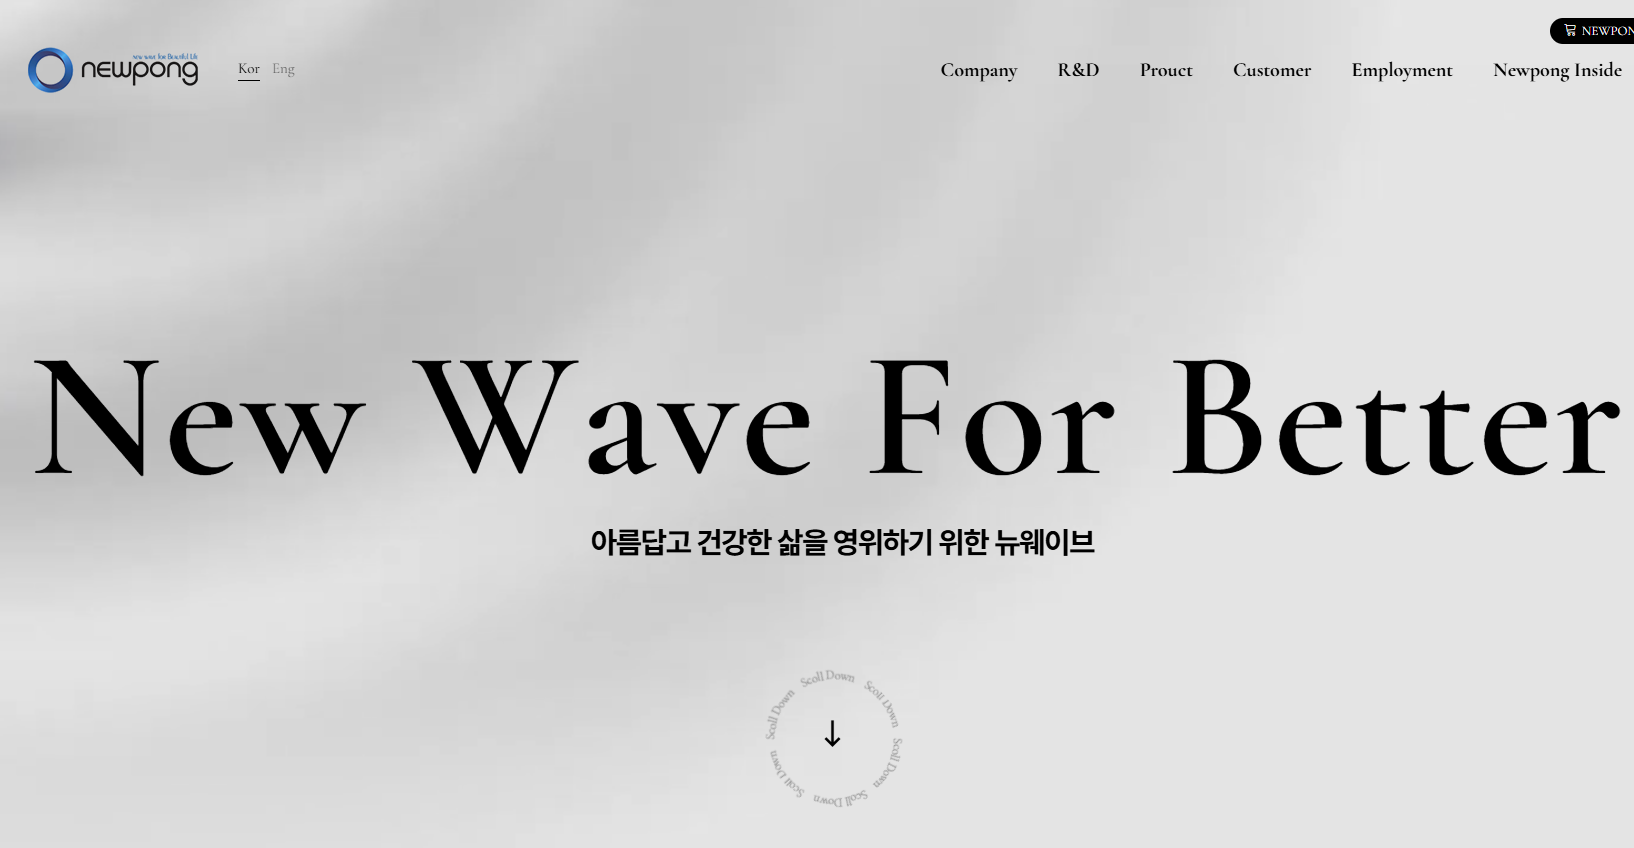 NEWPON
new wave for Beautiful Life
newpong
Kor Eng
Company R&D Prouct Customer Employment Newpong Inside
New Wave For Better
아름답고 건강한 삶을 영위하기 위한 뉴웨이브
Scoll Down Scoll Down Scoll Down Scoll Down Scoll Down Scoll Down Scoll Down